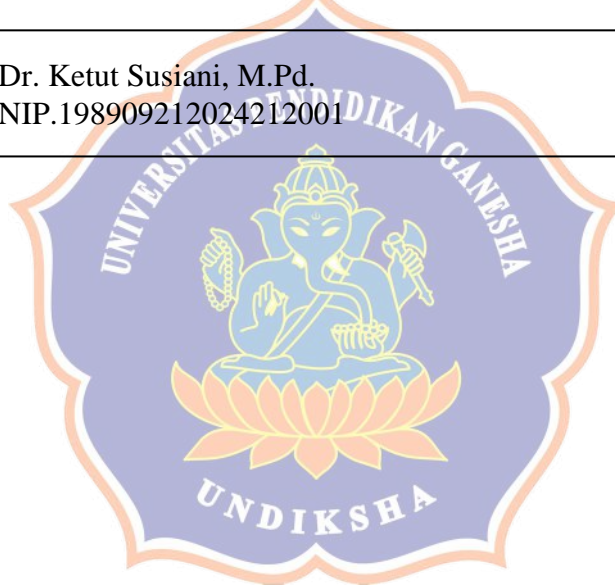 Dr. Ketut Susiani, M.Pd.
NIP.198909212024212001
UNIVERSITAS PENDIDIKAN GANESHA
UNDIKSHA